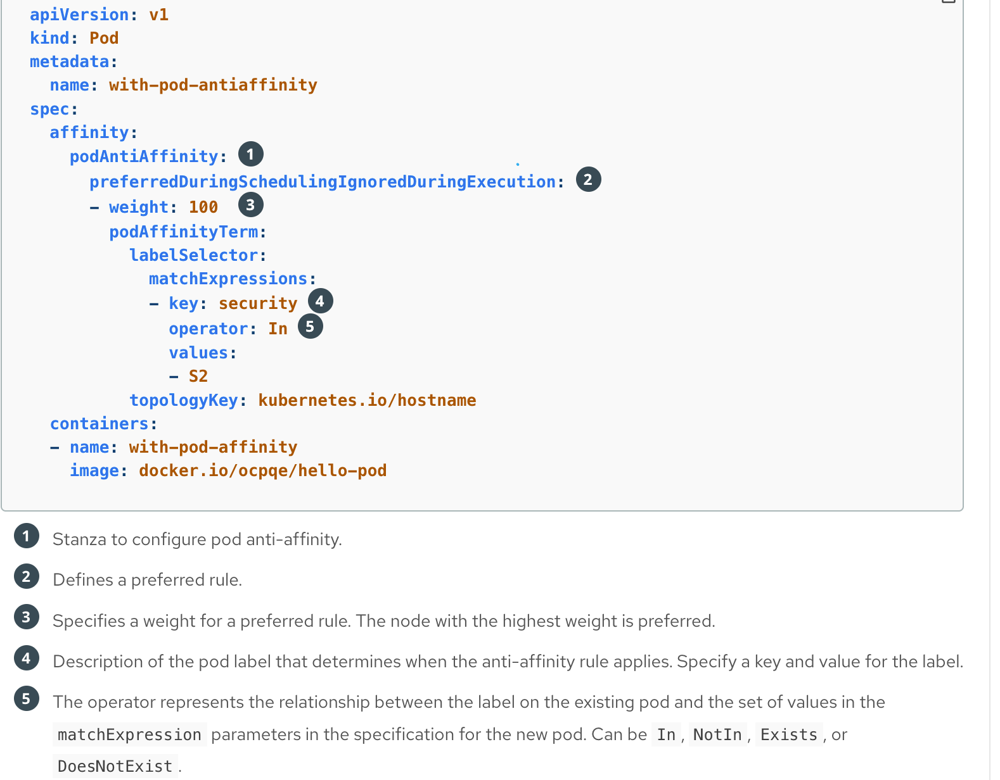 apiVersion: v1
kind: Pod
metadata:
  name: with-pod-antiaffinity
spec:
  affinity:
    podAntiAffinity: 1
      preferredDuringSchedulingIgnoredDuringExecution: 2
      - weight: 100  3
        podAffinityTerm:
          labelSelector:
            matchExpressions:
            - key: security 4
              operator: In 5
              values:
              - S2
          topologyKey: kubernetes.io/hostname
  containers:
  - name: with-pod-affinity
    image: docker.io/ocpqe/hello-pod
1 Stanza to configure pod anti-affinity.
2 Defines a preferred rule.
3 Specifies a weight for a preferred rule. The node with the highest weight is preferred.
4 Description of the pod label that determines when the anti-affinity rule applies. Specify a key and value for the label.
5 The operator represents the relationship between the label on the existing pod and the set of values in the
matchExpression parameters in the specification for the new pod. Can be In, NotIn, Exists, or
DoesNotExist.